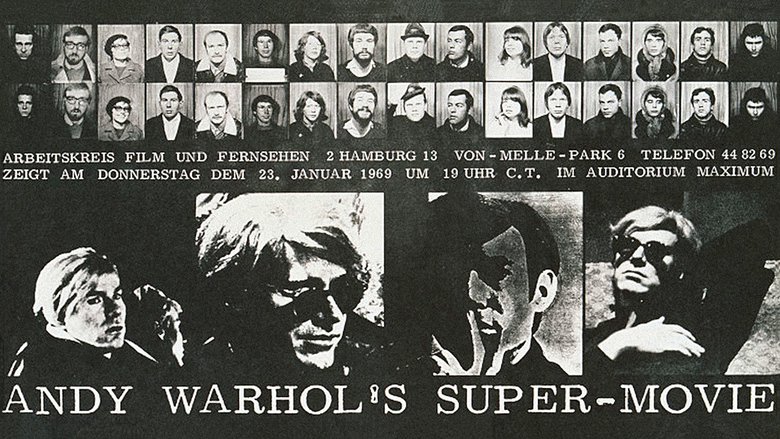 ARBEITSKREIS FILM UND FERNSEHEN 2 HAMBURG 13 VON-MELLE-PARK 6 TELEFON 44 82 69
ZEIGT AM DONNERSTAG DEM 23. JANUAR 1969 UM 19 UHR C.T. IM AUDITORIUM MAXIMUM
ANDY WARHOL'S SUPER-MOVIE